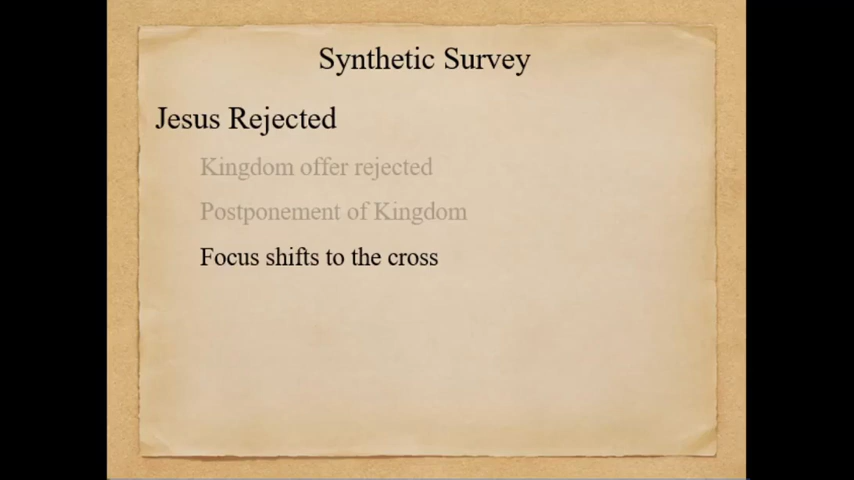 Synthetic Survey
Jesus Rejected
Kingdom offer rejected
Postponement of Kingdom
Focus shifts to the cross